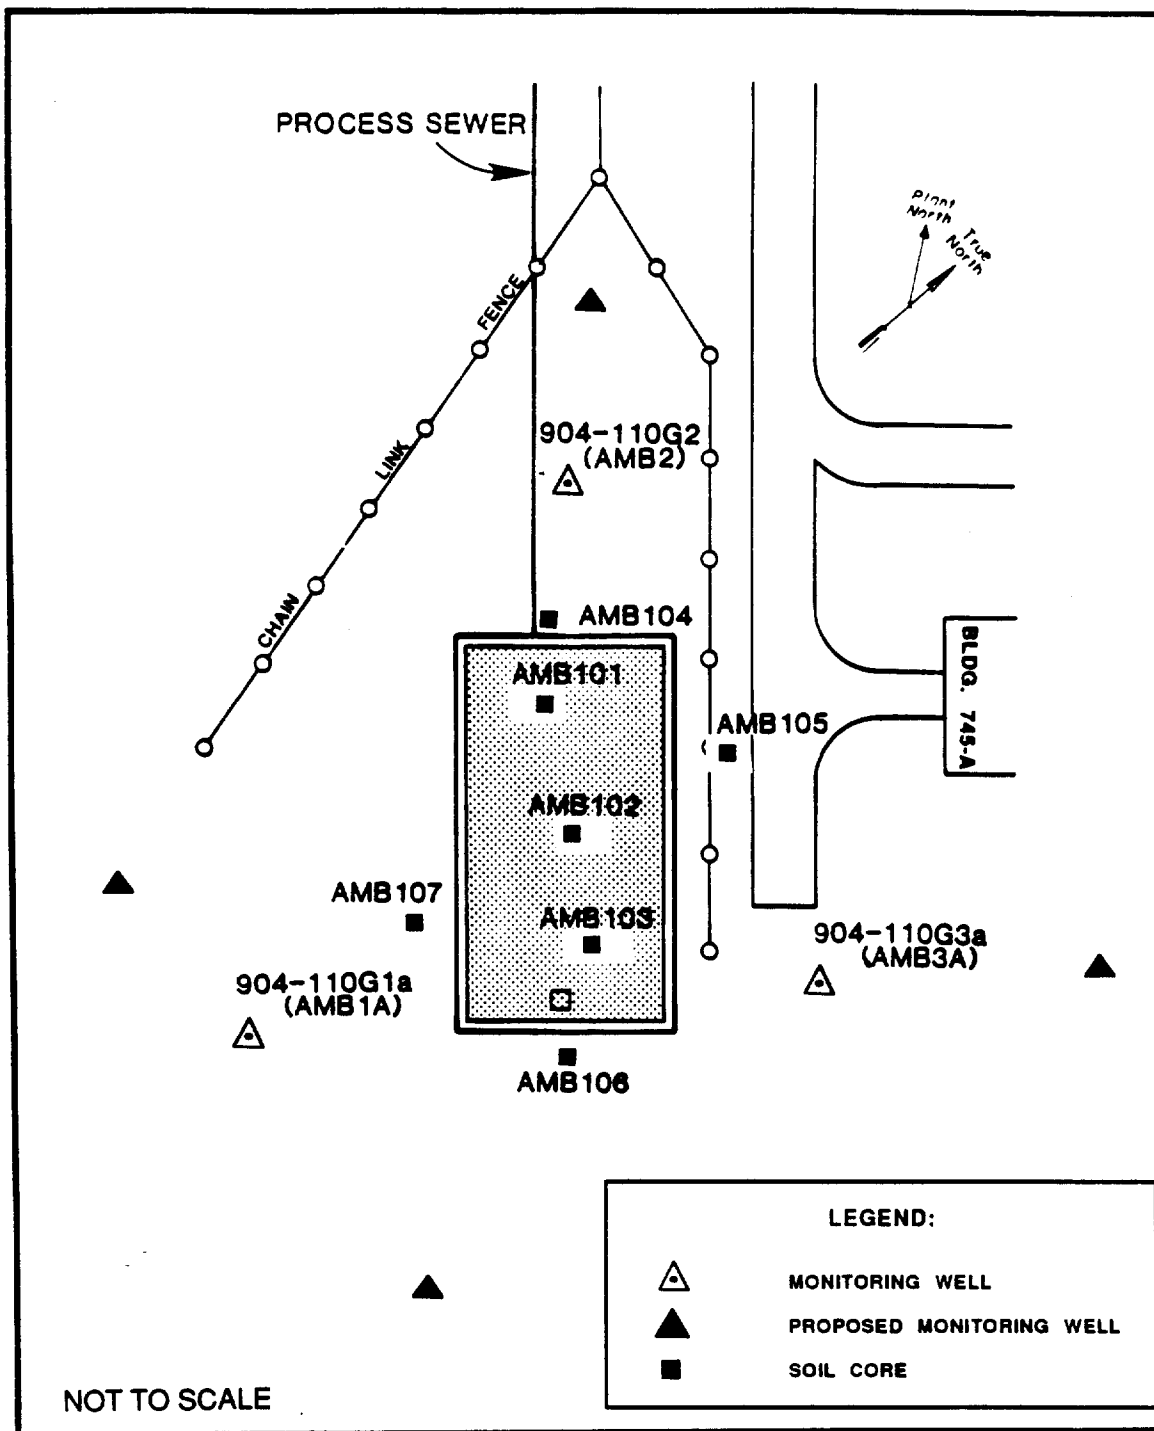 PROCESS SEWER
Plant
North
True
North
FENCE
LINK
CHAIN
904-110G2
(AMB2)
AMB104
AMB101
BLDG. 745-A
AMB105
AMB102
AMB107
AMB103
904-110G3a
(AMB3A)
904-110G1a
(AMB1A)
AMB106
LEGEND:
MONITORING WELL
PROPOSED MONITORING WELL
SOIL CORE
NOT TO SCALE